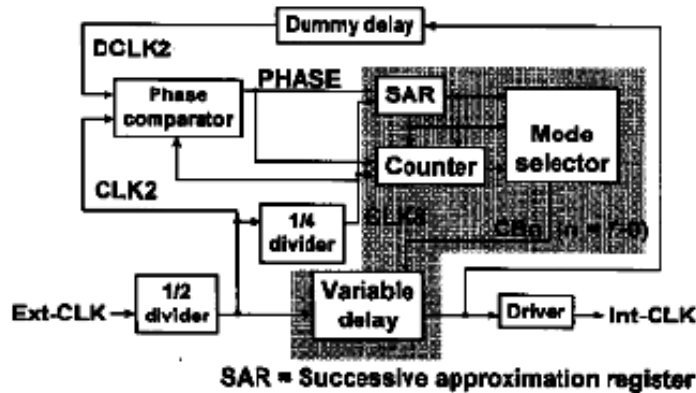 Dummy delay
DCLK2
PHASE
SAR
Phase
comparator
Mode
selector
Counter
CLK2
1/4
divider
CLK8
CBn (n = 7-0)
Ext-CLK
1/2
divider
Variable
delay
Driver
Int-CLK
SAR = Successive approximation register